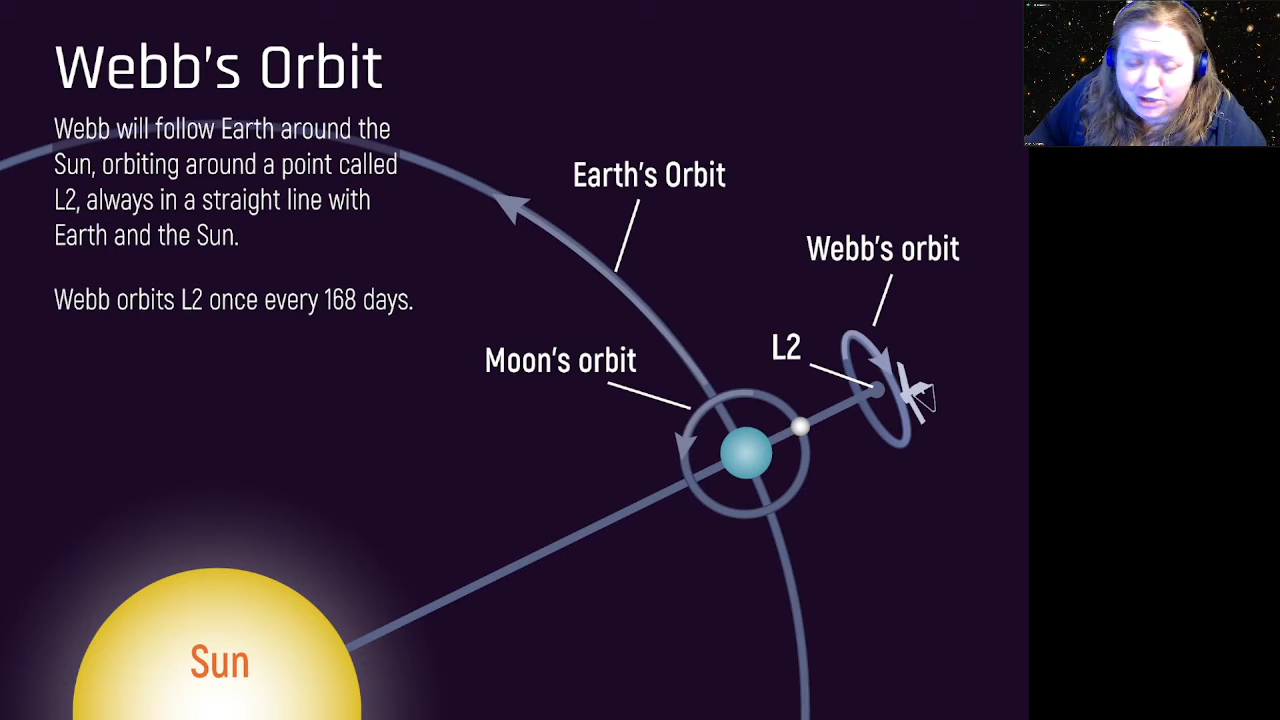 Webb's Orbit
Webb will follow Earth around the
Sun, orbiting around a point called
L2, always in a straight line with
Earth and the Sun.
Webb orbits L2 once every 168 days.
Earth's Orbit
Webb's orbit
L2
Moon's orbit
Sun